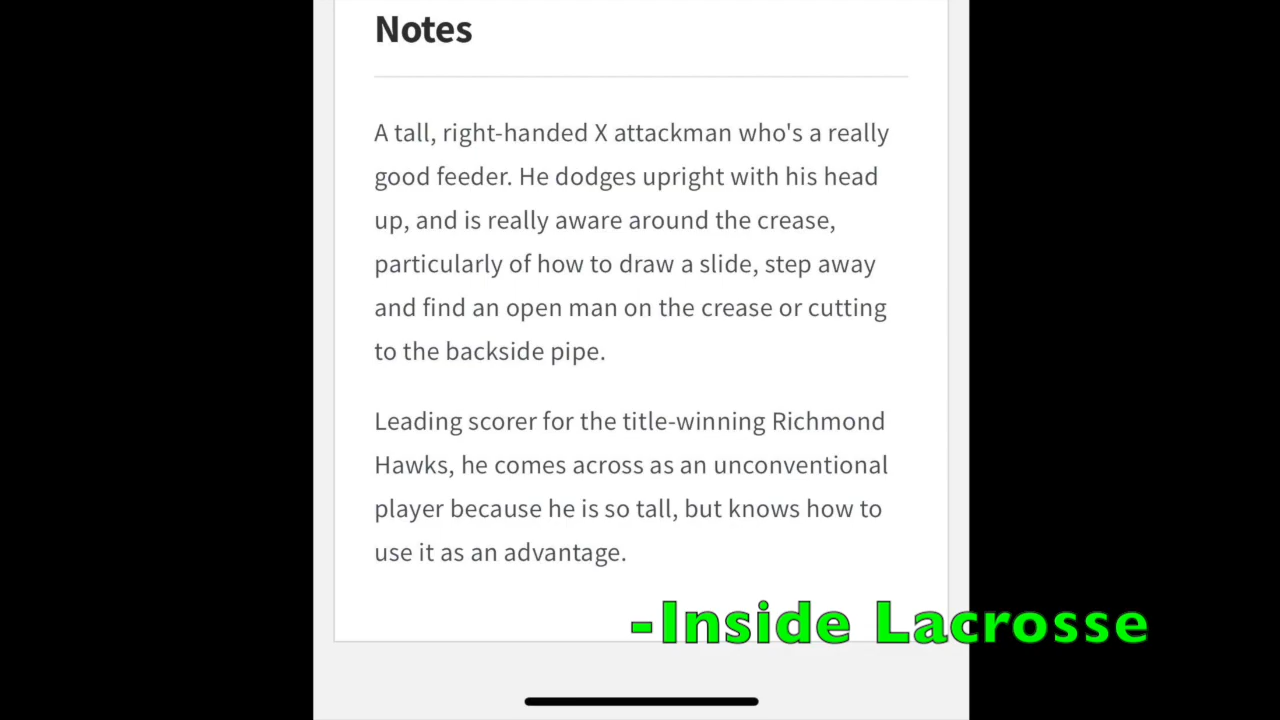 Notes
A tall, right-handed X attackman who's a really
good feeder. He dodges upright with his head
up, and is really aware around the crease,
particularly of how to draw a slide, step away
and find an open man on the crease or cutting
to the backside pipe.
Leading scorer for the title-winning Richmond
Hawks, he comes across as an unconventional
player because he is so tall, but knows how to
use it as an advantage.
-Inside Lacrosse